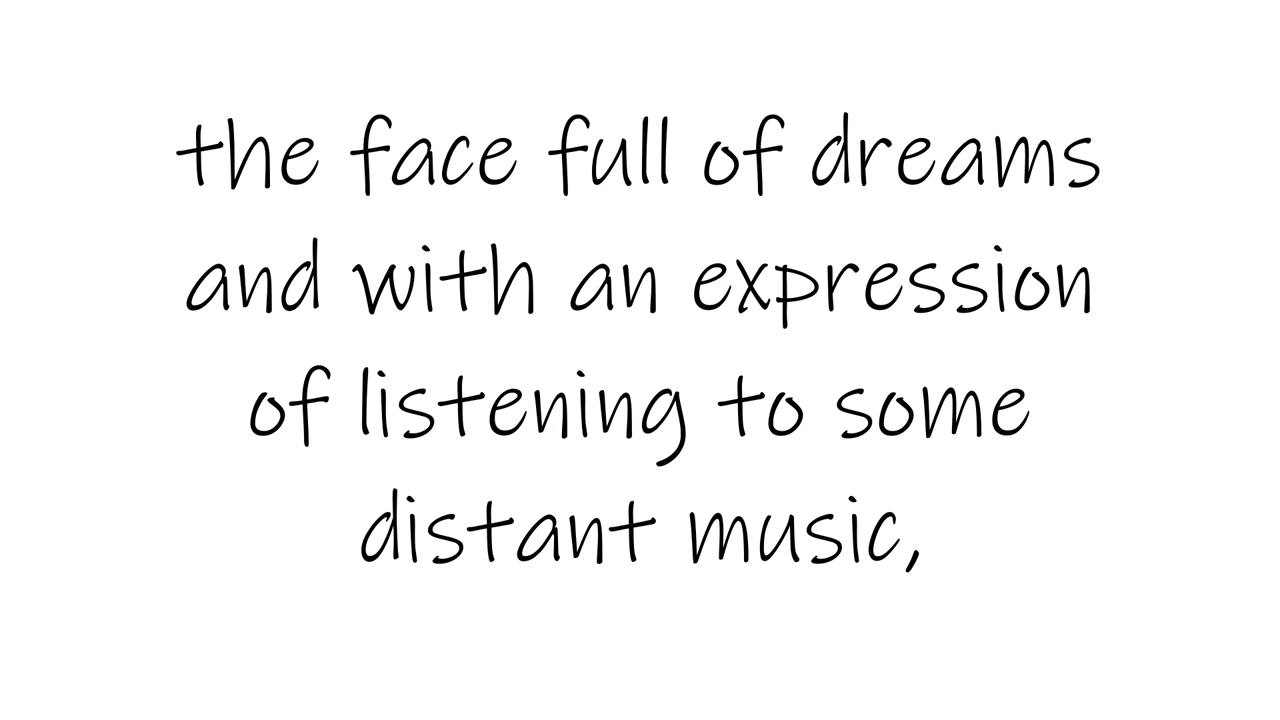 the face full of dreams
and with an expression
of listening to some
distant music,